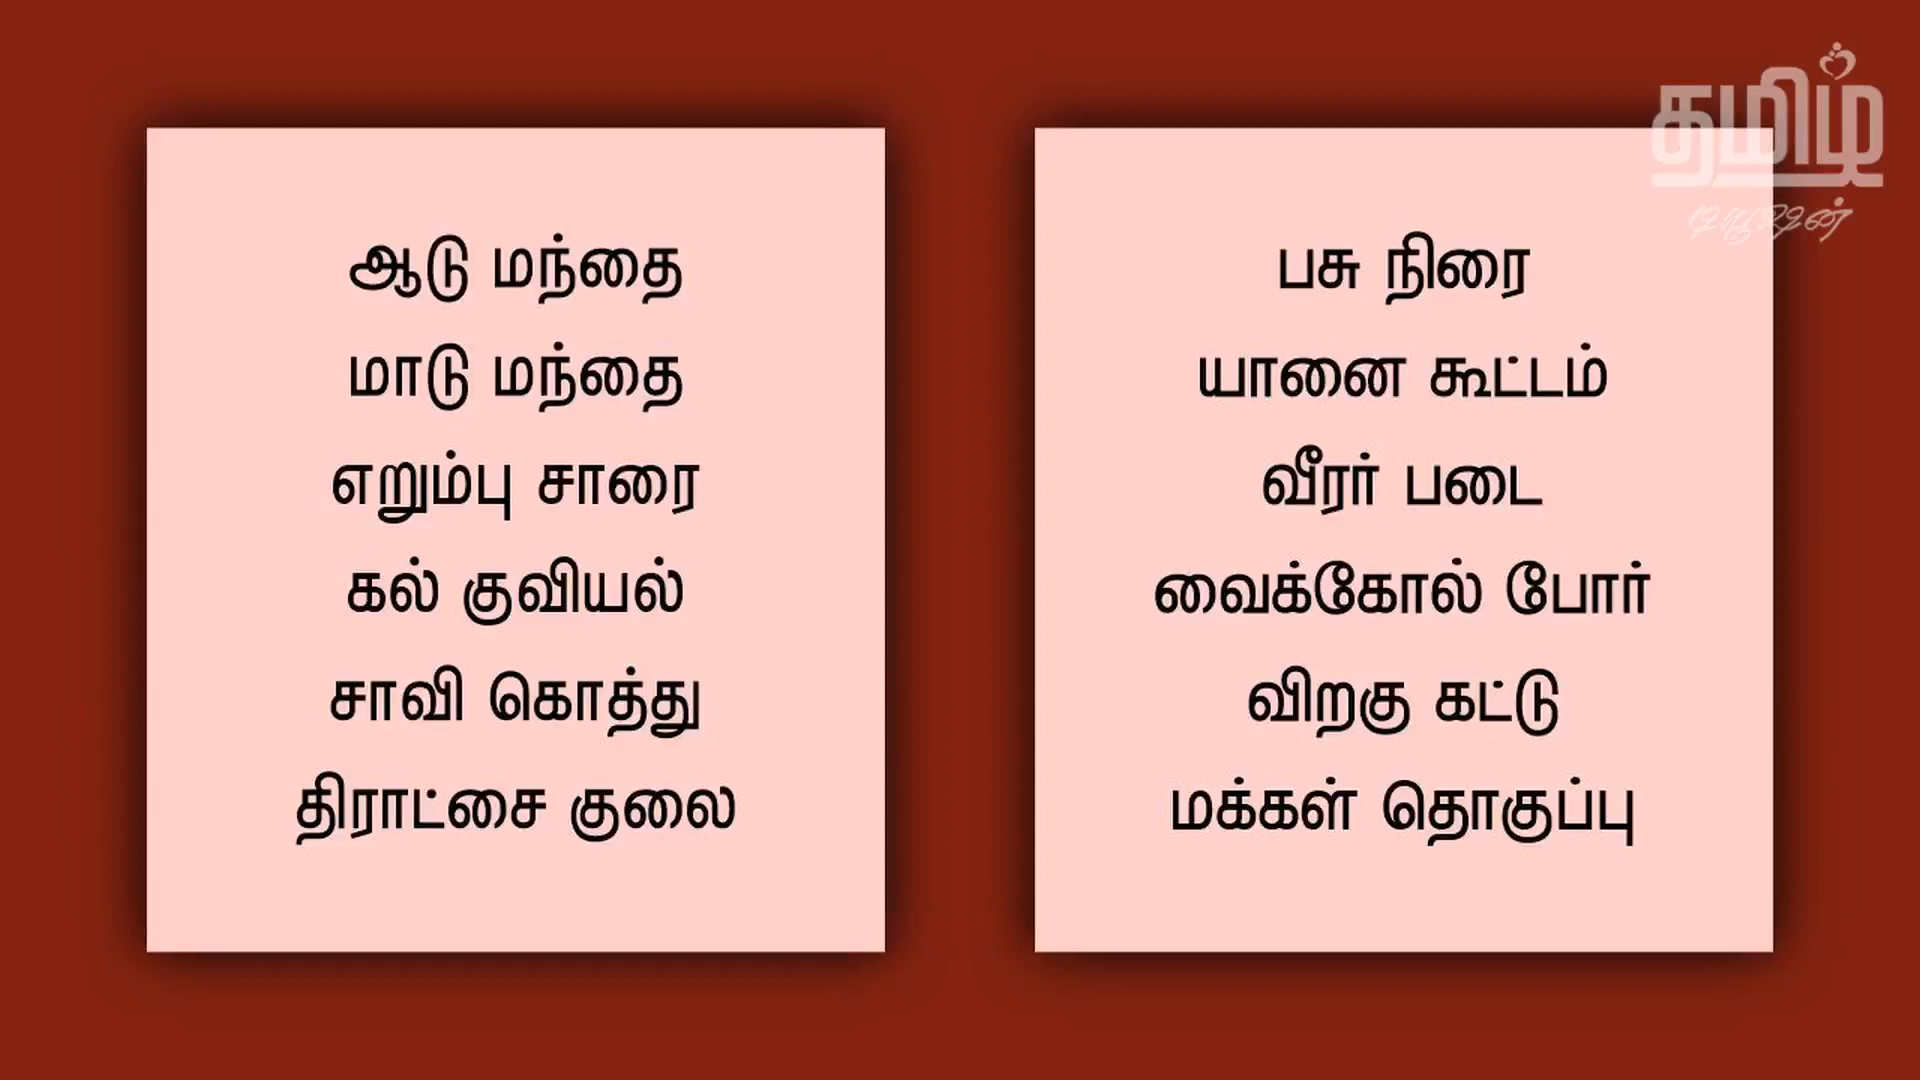 ஆடு மந்தை
மாடு மந்தை
எறும்பு சாரை
கல் குவியல்
சாவி கொத்து
திராட்சை குலை
பசு நிரை
யானை கூட்டம்
வீரர் படை
வைக்கோல் போர்
விறகு கட்டு
மக்கள் தொகுப்பு
தமிழ்